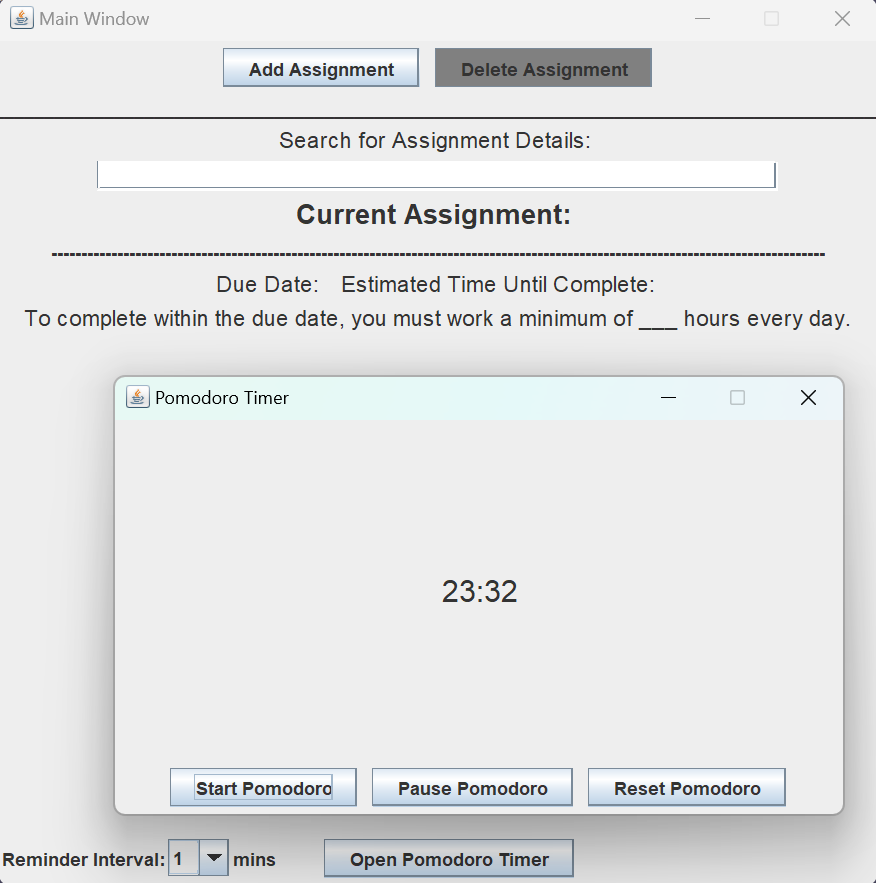 Main Window
Add Assignment Delete Assignment
Search for Assignment Details:
Current Assignment:
--------------------------------------------------------------------------------------------------------------------------------
Due Date: Estimated Time Until Complete:
To complete within the due date, you must work a minimum of ___ hours every day.
Pomodoro Timer
23:32
Start Pomodoro Pause Pomodoro Reset Pomodoro
Reminder Interval: 1 mins Open Pomodoro Timer